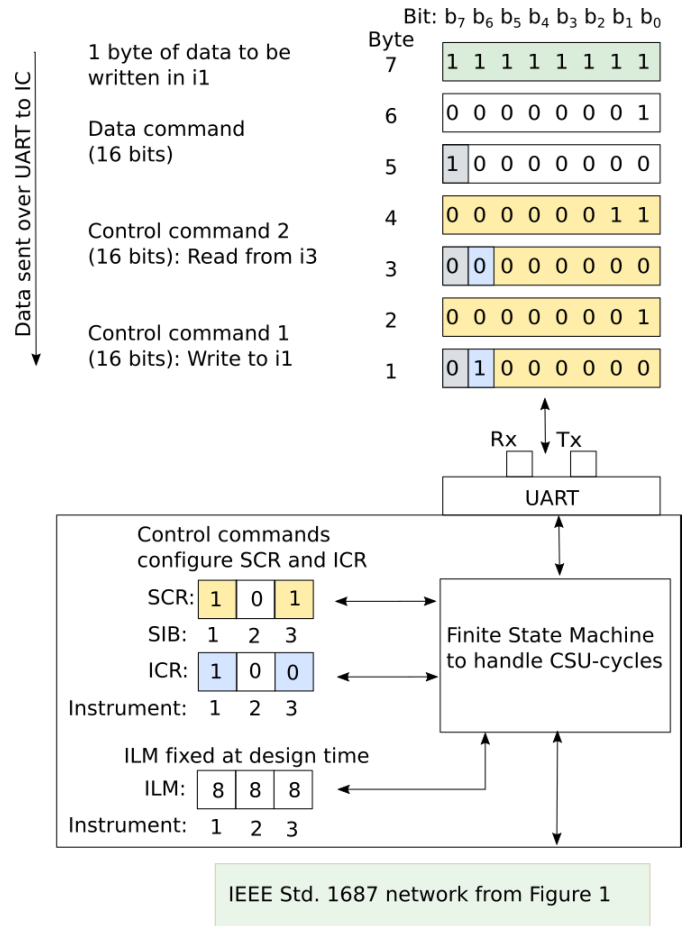 Bit: b7 b6 b5 b4 b3 b2 b1 b0
Byte
Data sent over UART to IC
1 byte of data to be
written in i1
7 1 1 1 1 1 1 1 1
6 0 0 0 0 0 0 0 1
Data command
(16 bits)
5 1 0 0 0 0 0 0 0
4 0 0 0 0 0 0 1 1
Control command 2
(16 bits): Read from i3
3 0 0 0 0 0 0 0 0
2 0 0 0 0 0 0 0 1
Control command 1
(16 bits): Write to i1
1 0 1 0 0 0 0 0 0
Rx Tx
UART
Control commands
configure SCR and ICR
SCR: 1 0 1
SIB: 1 2 3
ICR: 1 0 0
Instrument: 1 2 3
Finite State Machine
to handle CSU-cycles
ILM fixed at design time
ILM: 8 8 8
Instrument: 1 2 3
IEEE Std. 1687 network from Figure 1